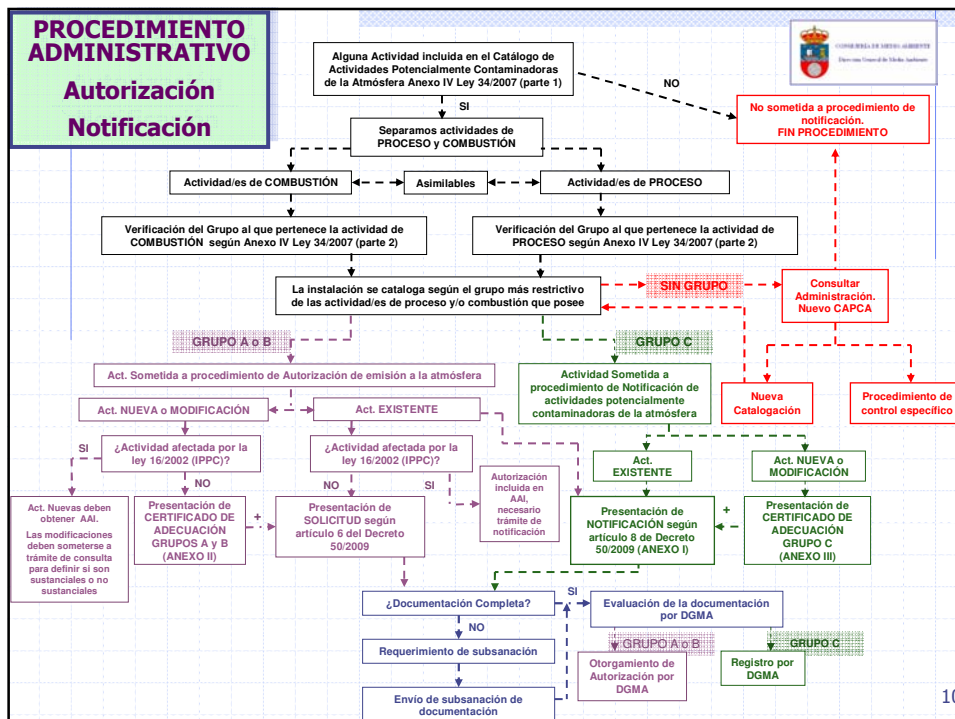 PROCEDIMIENTO
ADMINISTRATIVO
Autorización
Notificación
Alguna Actividad incluida en el Catálogo de
Actividades Potencialmente Contaminadoras
de la Atmósfera Anexo IV Ley 34/2007 (parte 1)
CONSEJERIA DE MEDIO AMBIENTE
Dirección General de Medio Ambiente
NO
SI
No sometida a procedimiento de
notificación.
FIN PROCEDIMIENTO
Separamos actividades de
PROCESO y COMBUSTIÓN
Actividad/es de COMBUSTIÓN
Asimilables
Actividad/es de PROCESO
Verificación del Grupo al que pertenece la actividad de
COMBUSTIÓN según Anexo IV Ley 34/2007 (parte 2)
Verificación del Grupo al que pertenece la actividad de
PROCESO según Anexo IV Ley 34/2007 (parte 2)
La instalación se cataloga según el grupo más restrictivo
de las actividad/es de proceso y/o combustión que posee
SIN GRUPO
Consultar
Administración.
Nuevo CAPCA
GRUPO A o B
GRUPO C
Act. Sometida a procedimiento de Autorización de emisión a la atmósfera
Actividad Sometida a
procedimiento de Notificación de
actividades potencialmente
contaminadoras de la atmósfera
Nueva
Catalogación
Procedimiento de
control específico
Act. NUEVA o MODIFICACIÓN
Act. EXISTENTE
SI
¿Actividad afectada por la
ley 16/2002 (IPPC)?
¿Actividad afectada por la
ley 16/2002 (IPPC)?
Act.
EXISTENTE
Act. NUEVA o
MODIFICACIÓN
NO
NO
SI
Autorización
incluida en
AAI,
necesario
trámite de
notificación
Act. Nuevas deben
obtener AAI.
Las modificaciones
deben someterse a
trámite de consulta
para definir si son
sustanciales o no
sustanciales
Presentación de
CERTIFICADO DE
ADECUACIÓN
GRUPOS A y B
(ANEXO II)
+
Presentación de
SOLICITUD según
artículo 6 del Decreto
50/2009
Presentación de
NOTIFICACIÓN según
artículo 8 de Decreto
50/2009 (ANEXO I)
+
Presentación de
CERTIFICADO DE
ADECUACIÓN
GRUPO C
(ANEXO III)
¿Documentación Completa?
SI
Evaluación de la documentación
por DGMA
NO
Requerimiento de subsanación
GRUPO A o B
GRUPO C
Otorgamiento de
Autorización por
DGMA
Registro por
DGMA
Envío de subsanación de
documentación
10